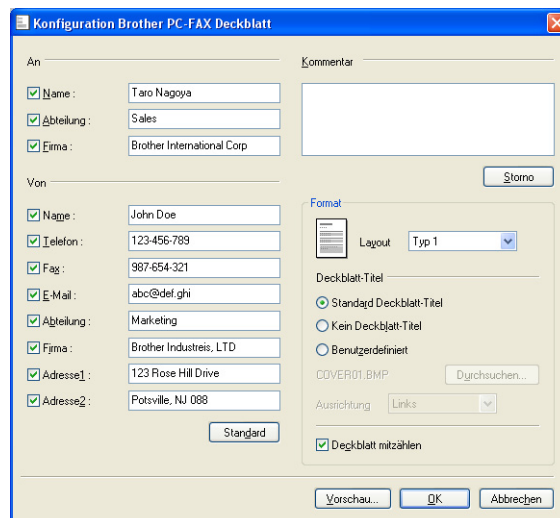 Konfiguration Brother PC-FAX Deckblatt
An
Name : Taro Nagoya
Abteilung : Sales
Firma : Brother International Corp
Von
Name : John Doe
Telefon : 123-456-789
Fax : 987-654-321
E-Mail : abc@def.ghi
Abteilung : Marketing
Firma : Brother Industreis, LTD
Adresse1 : 123 Rose Hill Drive
Adresse2 : Potsville, NJ 088
Standard
Kommentar
Storno
Format
Layout Typ 1
Deckblatt-Titel
Standard Deckblatt-Titel
Kein Deckblatt-Titel
Benutzerdefiniert
COVER01.BMP Durchsuchen...
Ausrichtung Links
Deckblatt mitzählen
Vorschau... OK Abbrechen